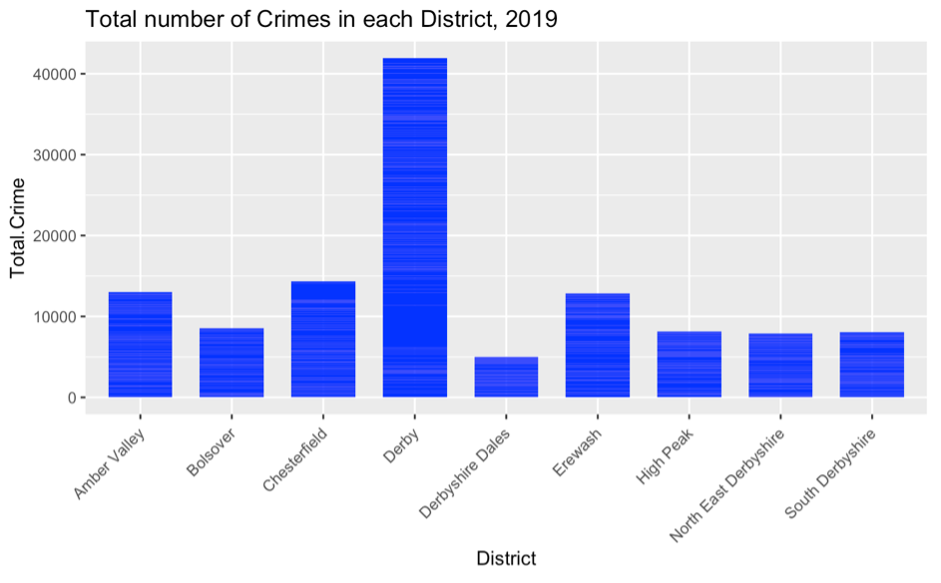 Total number of Crimes in each District, 2019
Total.Crime
40000
30000
20000
10000
0
Amber Valley
Bolsover
Chesterfield
Derby
Derbyshire Dales
Erewash
High Peak
North East Derbyshire
South Derbyshire
District